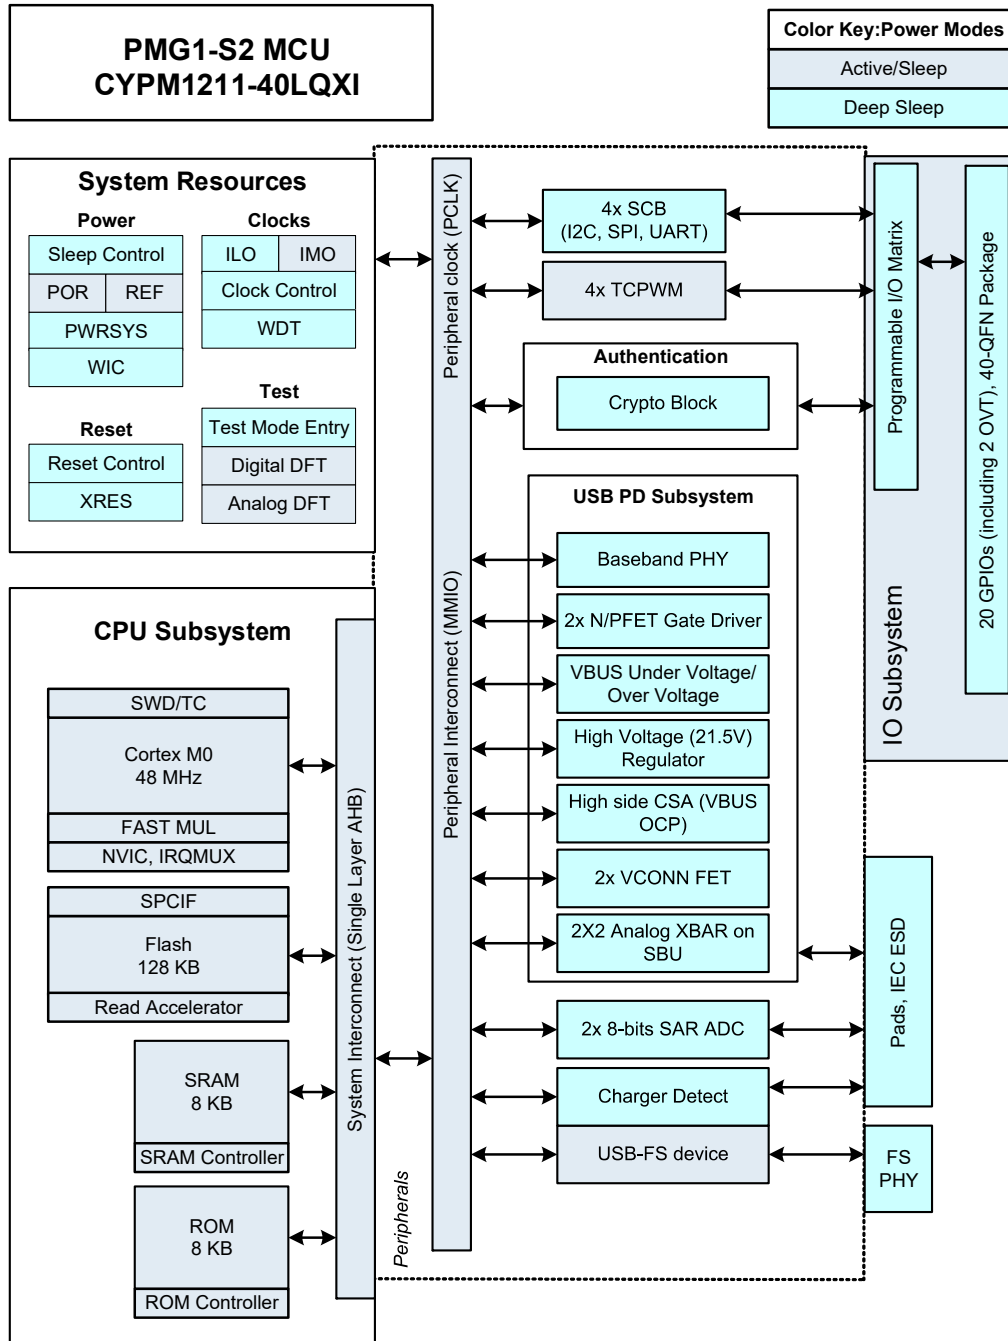 PMG1-S2 MCU
CYPM1211-40LQXI
Color Key:Power Modes
Active/Sleep
Deep Sleep
System Resources
Power
Sleep Control
POR
REF
PWRSYS
WIC
Clocks
ILO
IMO
Clock Control
WDT
Reset
Reset Control
XRES
Test
Test Mode Entry
Digital DFT
Analog DFT
CPU Subsystem
SWD/TC
Cortex M0
48 MHz
FAST MUL
NVIC, IRQMUX
SPCIF
Flash
128 KB
Read Accelerator
SRAM
8 KB
SRAM Controller
ROM
8 KB
ROM Controller
System Interconnect (Single Layer AHB)
Peripherals
Peripheral clock (PCLK)
Peripheral Interconnect (MMIO)
4x SCB
(I2C, SPI, UART)
4x TCPWM
Authentication
Crypto Block
USB PD Subsystem
Baseband PHY
2x N/PFET Gate Driver
VBUS Under Voltage/
Over Voltage
High Voltage (21.5V)
Regulator
High side CSA (VBUS
OCP)
2x VCONN FET
2X2 Analog XBAR on
SBU
2x 8-bits SAR ADC
Charger Detect
USB-FS device
Programmable I/O Matrix
20 GPIOs (including 2 OVT), 40-QFN Package
IO Subsystem
Pads, IEC ESD
FS
PHY